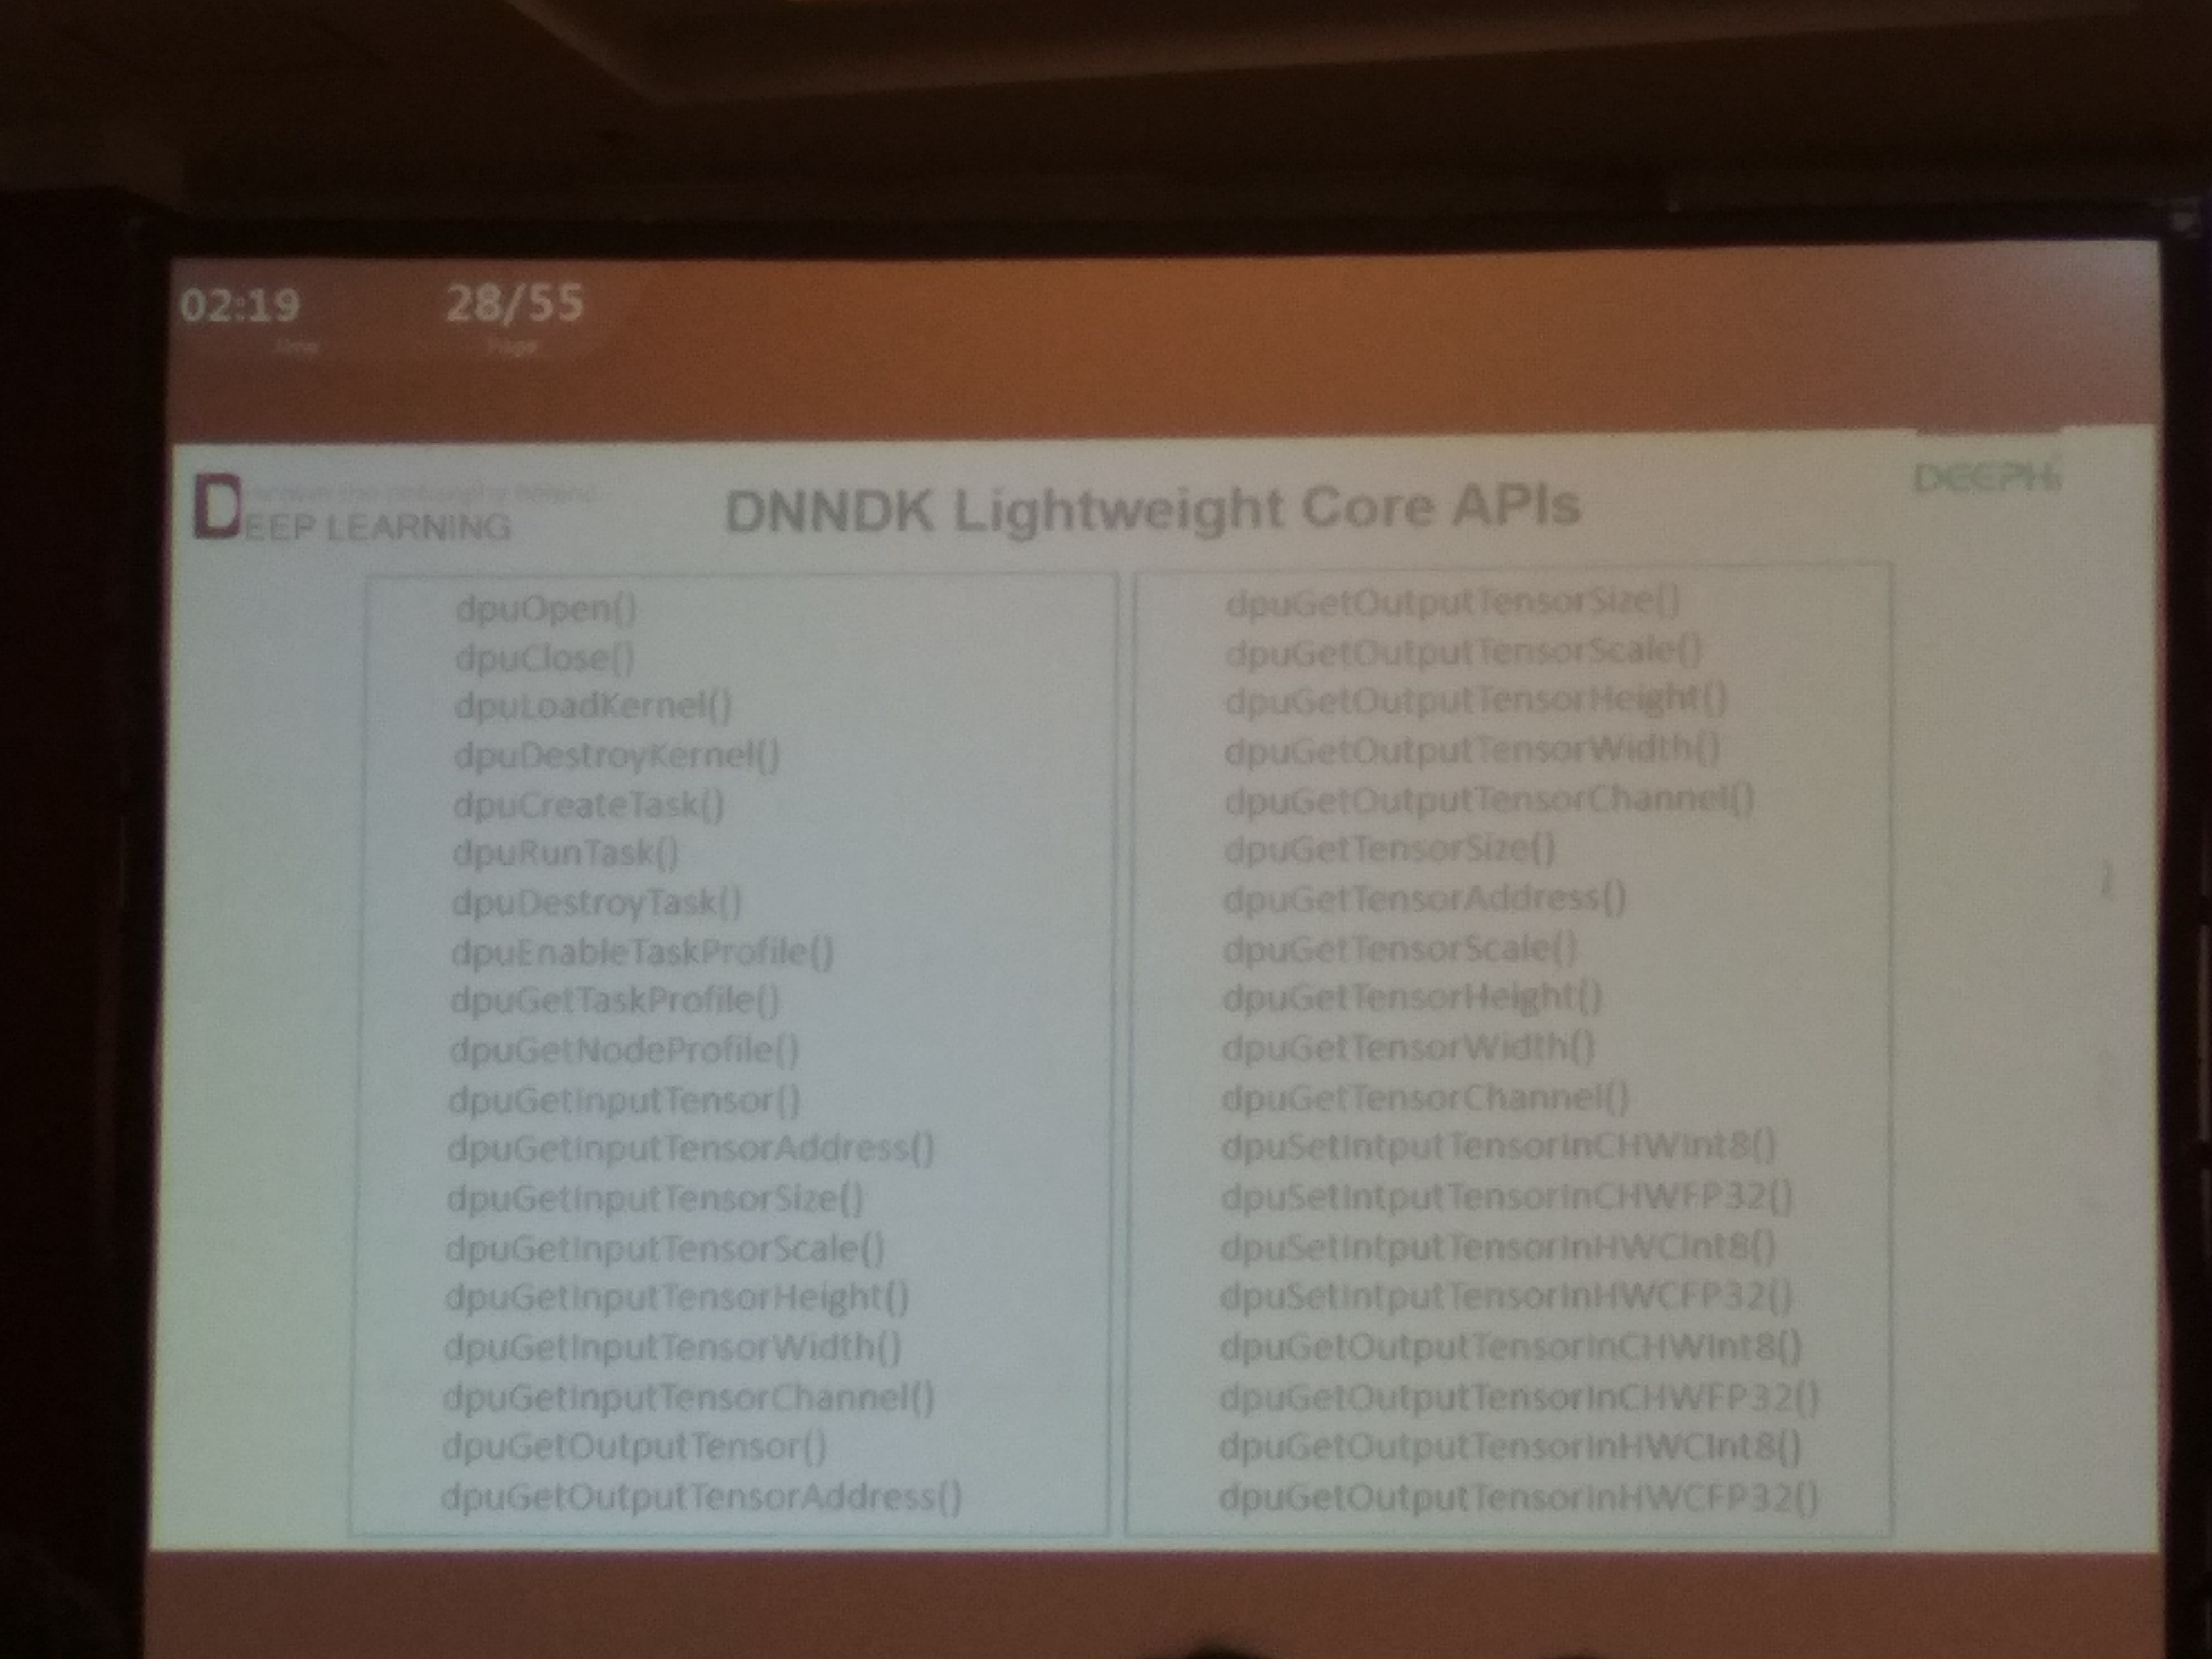 02:19 28/55
Time Page
DEEP LEARNING
DNNDK Lightweight Core APIs
DEEPHi
dpuOpen()
dpuClose()
dpuLoadKernel()
dpuDestroyKernel()
dpuCreateTask()
dpuRunTask()
dpuDestroyTask()
dpuEnableTaskProfile()
dpuGetTaskProfile()
dpuGetNodeProfile()
dpuGetInputTensor()
dpuGetInputTensorAddress()
dpuGetInputTensorSize()
dpuGetInputTensorScale()
dpuGetInputTensorHeight()
dpuGetInputTensorWidth()
dpuGetInputTensorChannel()
dpuGetOutputTensor()
dpuGetOutputTensorAddress()
dpuGetOutputTensorSize()
dpuGetOutputTensorScale()
dpuGetOutputTensorHeight()
dpuGetOutputTensorWidth()
dpuGetOutputTensorChannel()
dpuGetTensorSize()
dpuGetTensorAddress()
dpuGetTensorScale()
dpuGetTensorHeight()
dpuGetTensorWidth()
dpuGetTensorChannel()
dpuSetIntputTensorInCHWInt8()
dpuSetIntputTensorInCHWFP32()
dpuSetIntputTensorInHWCInt8()
dpuSetIntputTensorInHWCFP32()
dpuGetOutputTensorInCHWInt8()
dpuGetOutputTensorInCHWFP32()
dpuGetOutputTensorInHWCInt8()
dpuGetOutputTensorInHWCFP32()